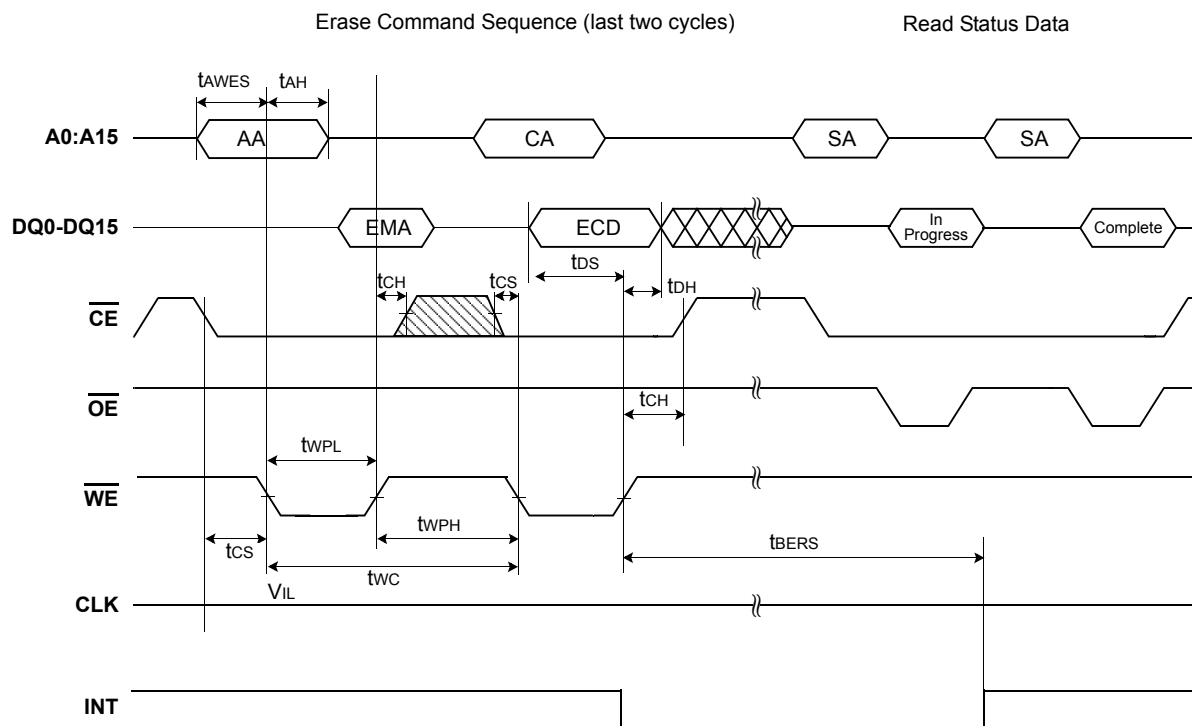 Erase Command Sequence (last two cycles) Read Status Data
tAWES tAH
A0:A15 AA CA SA SA
DQ0-DQ15 EMA ECD In Progress Complete
tDS
tCH tCS tDH
CE
tCH
OE
tWPL
WE
tWPH tBERS
tCS
tWC
VIL
CLK
INT